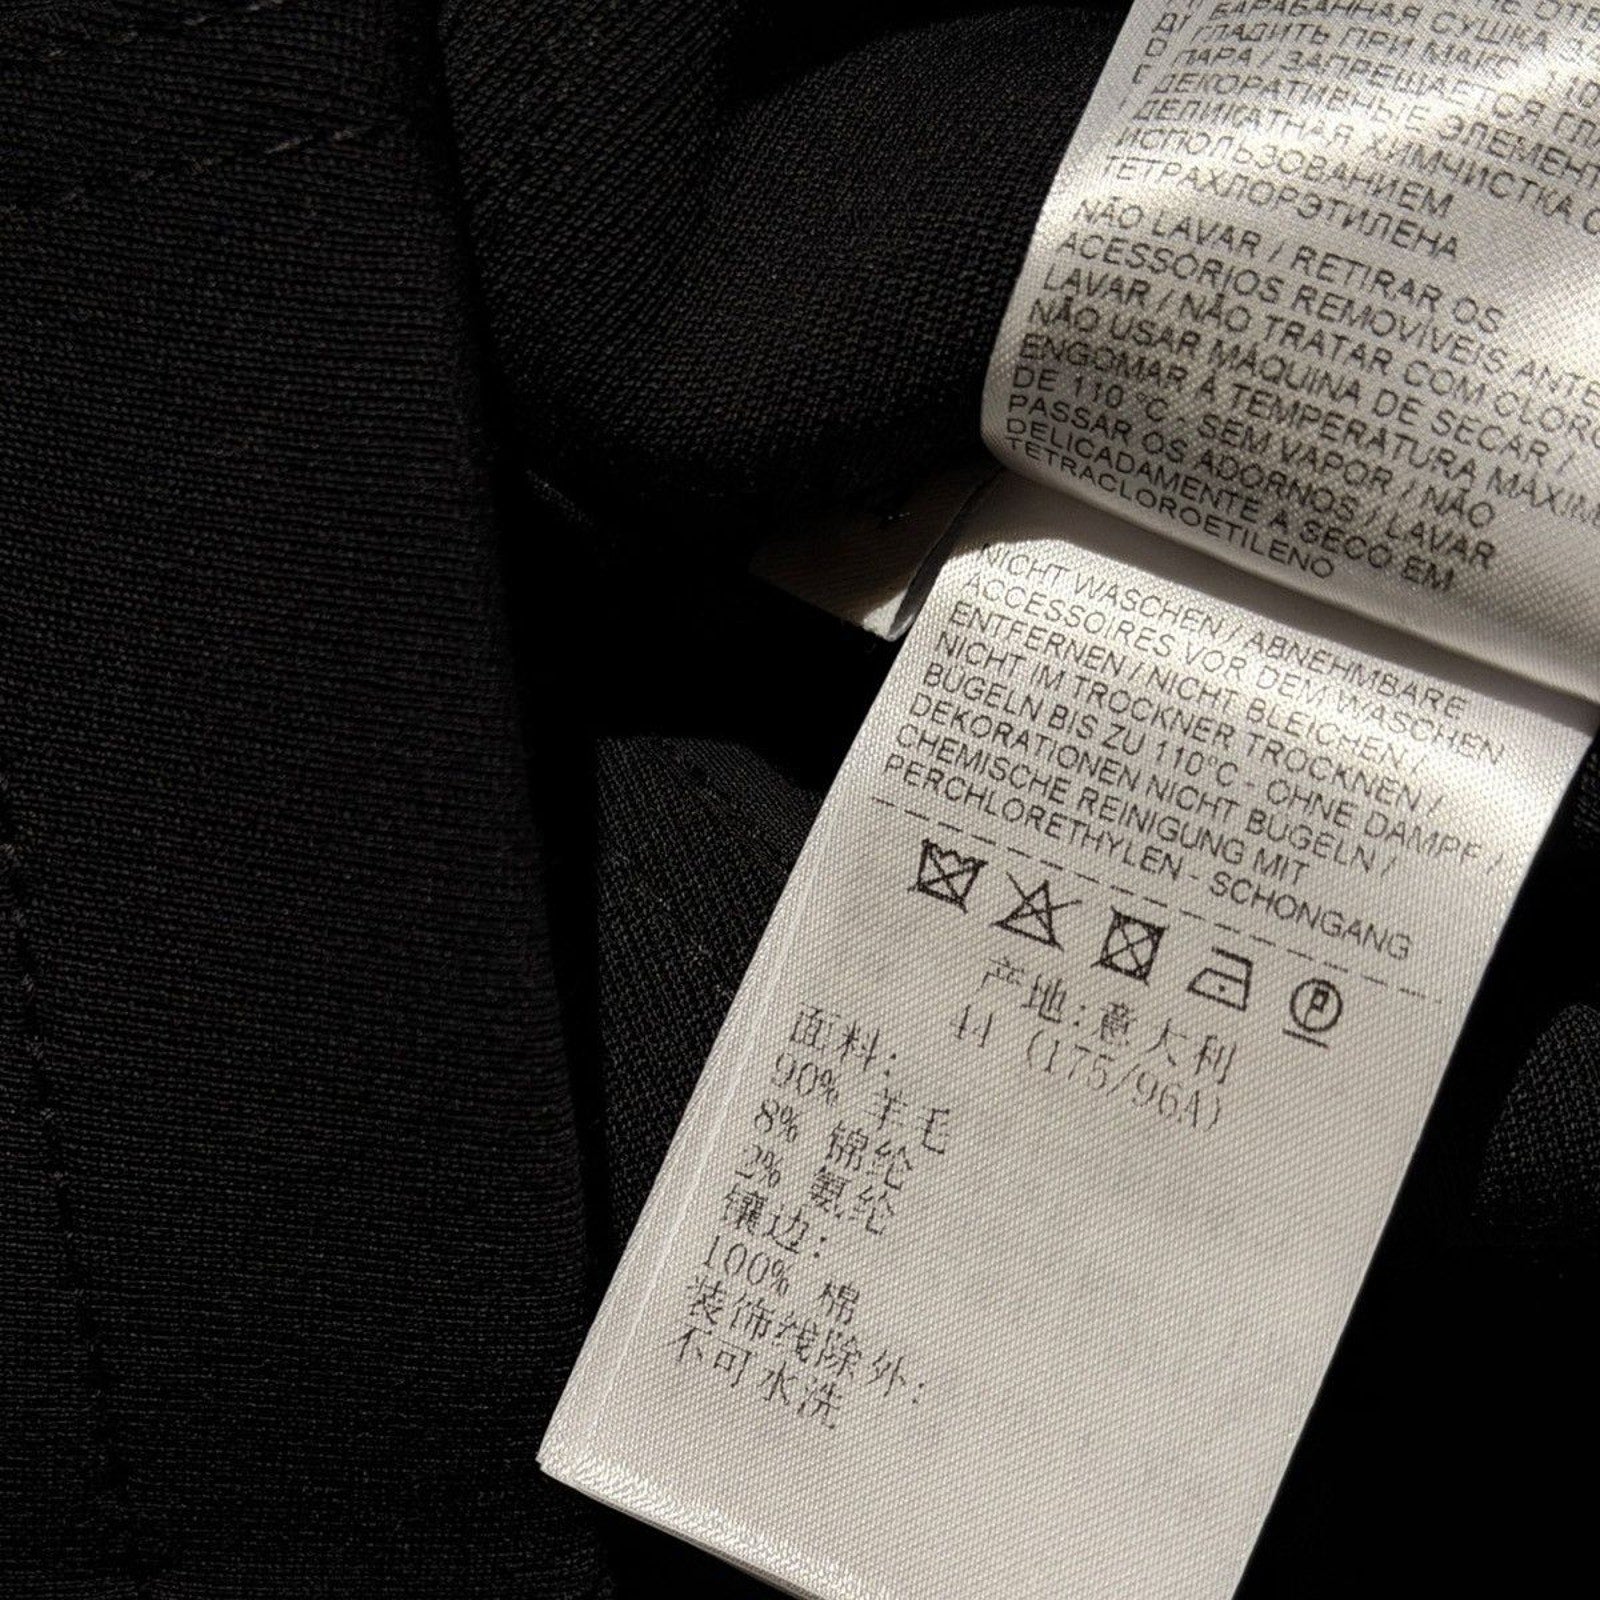 БАРАБАННАЯ СУШКА
ГЛАДИТЬ ПРИ МАКС. 110
ПАРА / ЗАПРЕЩАЕТСЯ
ДЕКОРАТИВНЫЕ ЭЛЕМЕНТ
ДЕЛИКАТНАЯ ХИМЧИСТКА С
ИСПОЛЬЗОВАНИЕМ
ТЕТРАХЛОРЭТИЛЕНА
NÃO LAVAR / RETIRAR OS
ACESSÓRIOS REMOVÍVEIS ANTE
LAVAR / NÃO TRATAR COM CLORO
NÃO USAR MÁQUINA DE SECAR /
ENGOMAR À TEMPERATURA MÁXIM
DE 110 °C - SEM VAPOR / NÃO
PASSAR OS ADORNOS / LAVAR
DELICADAMENTE A SECO EM
TETRACLOROETILENO
NICHT WASCHEN / ABNEHMBARE
ACCESSOIRES VOR DEM WASCHEN
ENTFERNEN / NICHT BLEICHEN /
NICHT IM TROCKNER TROCKNEN /
BÜGELN BIS ZU 110°C - OHNE DAMPF /
DEKORATIONEN NICHT BÜGELN /
CHEMISCHE REINIGUNG MIT
PERCHLORETHYLEN - SCHONGANG
P
产地:意大利
44 (175/96A)
面料:
90% 羊毛
8% 锦纶
2% 氨纶
镶边:
100% 棉
装饰线除外:
不可水洗